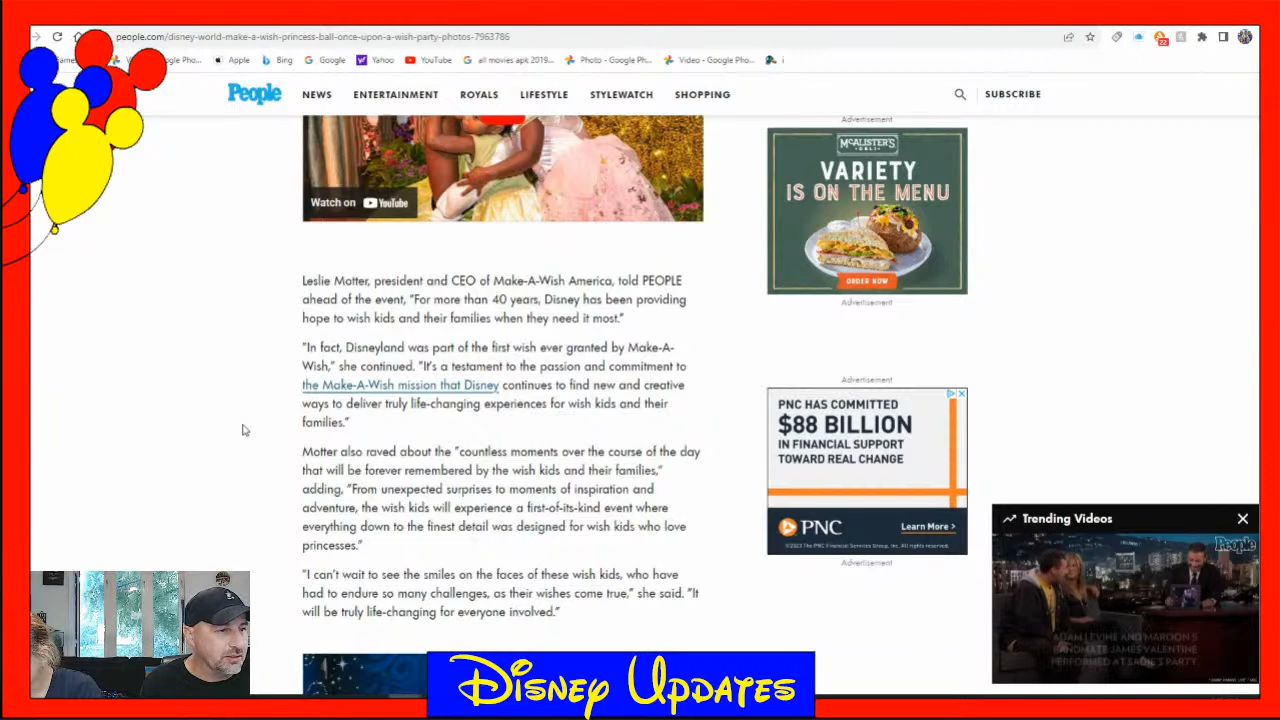 people.com/disney-world-make-a-wish-princess-ball-once-upon-a-wish-party-photos-7963786
Apple
Bing
Google
Yahoo
YouTube
all movies apk 2019...
Photo - Google Ph...
Video - Google Pho...
People
NEWS
ENTERTAINMENT
ROYALS
LIFESTYLE
STYLEWATCH
SHOPPING
SUBSCRIBE
Watch on YouTube
Leslie Motter, president and CEO of Make-A-Wish America, told PEOPLE
ahead of the event, "For more than 40 years, Disney has been providing
hope to wish kids and their families when they need it most."
"In fact, Disneyland was part of the first wish ever granted by Make-A-
Wish," she continued. "It's a testament to the passion and commitment to
the Make-A-Wish mission that Disney continues to find new and creative
ways to deliver truly life-changing experiences for wish kids and their
families."
Motter also raved about the "countless moments over the course of the day
that will be forever remembered by the wish kids and their families,"
adding, "From unexpected surprises to moments of inspiration and
adventure, the wish kids will experience a first-of-its-kind event where
everything down to the finest detail was designed for wish kids who love
princesses."
"I can't wait to see the smiles on the faces of these wish kids, who have
had to endure so many challenges, as their wishes come true," she said. "It
will be truly life-changing for everyone involved."
Advertisement
McALISTER'S
DELI
VARIETY
IS ON THE MENU
ORDER NOW
Advertisement
Advertisement
PNC HAS COMMITTED
$88 BILLION
IN FINANCIAL SUPPORT
TOWARD REAL CHANGE
PNC
Learn More >
©2023 The PNC Financial Services Group, Inc. All rights reserved.
Advertisement
Trending Videos
People
ADAM LEVINE AND MAROON 5
BANDMATE JAMES VALENTINE
PERFORMED AT SADIE'S PARTY
DISNEY UPDATES